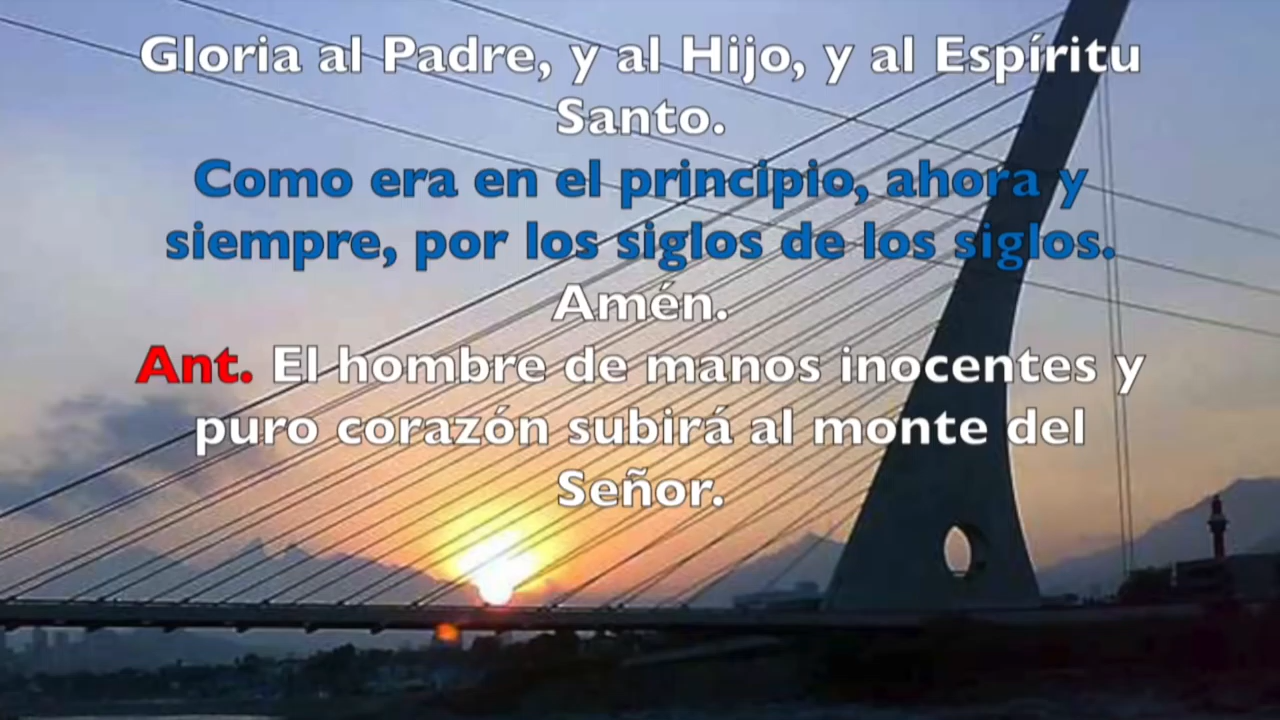 Gloria al Padre, y al Hijo, y al Espíritu
Santo.
Como era en el principio, ahora y
siempre, por los siglos de los siglos.
Amén.
Ant. El hombre de manos inocentes y
puro corazón subirá al monte del
Señor.